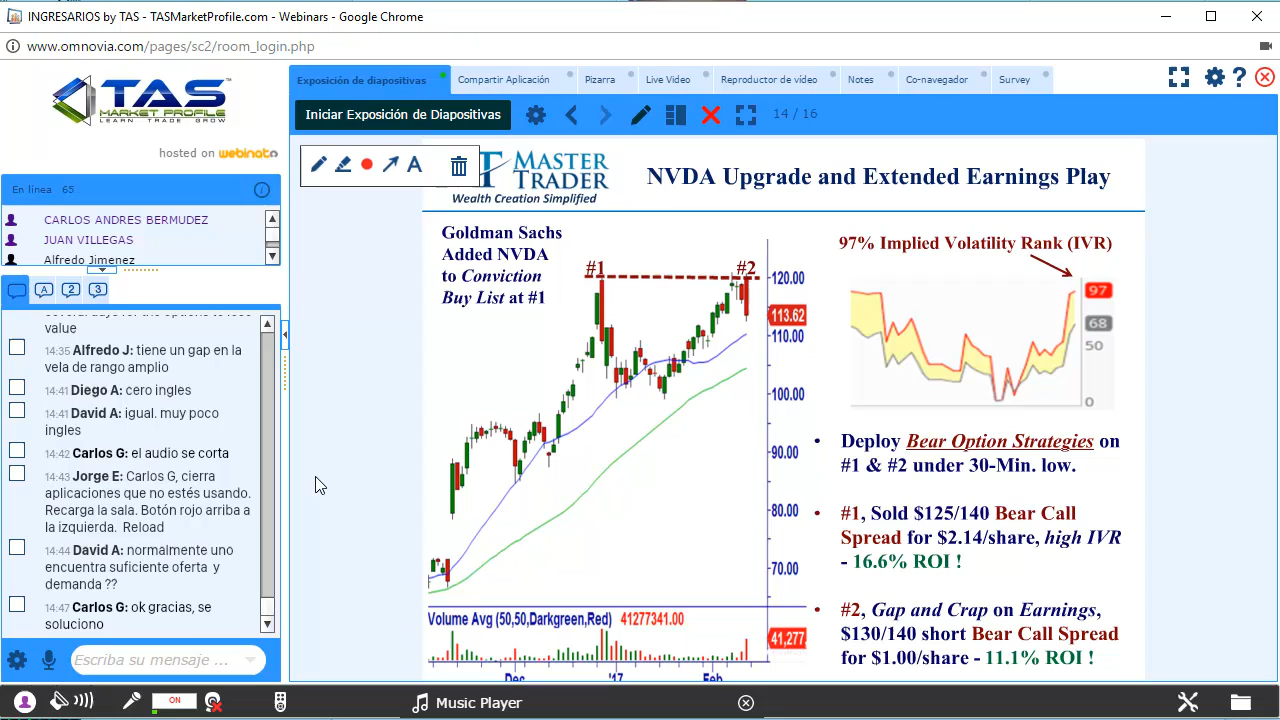 INGRESARIOS by TAS - TASMarketProfile.com - Webinars - Google Chrome
www.omnovia.com/pages/sc2/room_login.php
TAS
MARKET PROFILE
LEARN TRADE GROW
hosted on webinato
En línea 65
CARLOS ANDRES BERMUDEZ
JUAN VILLEGAS
Alfredo Jimenez
A 2 3
value
14:35 Alfredo J: tiene un gap en la
vela de rango amplio
14:41 Diego A: cero ingles
14:41 David A: igual. muy poco
ingles
14:42 Carlos G: el audio se corta
14:43 Jorge E: Carlos G, cierra
aplicaciones que no estés usando.
Recarga la sala. Botón rojo arriba a
la izquierda. Reload
14:44 David A: normalmente uno
encuentra suficiente oferta y
demanda ??
14:47 Carlos G: ok gracias, se
soluciono
Escriba su mensaje ...
Exposición de diapositivas
Compartir Aplicación
Pizarra
Live Video
Reproductor de vídeo
Notes
Co-navegador
Survey
Iniciar Exposición de Diapositivas
14 / 16
A
T MASTER
TRADER
Wealth Creation Simplified
NVDA Upgrade and Extended Earnings Play
Goldman Sachs
Added NVDA
to Conviction
Buy List at #1
#1
#2
120.00
113.62
110.00
100.00
90.00
80.00
70.00
Volume Avg (50,50,Darkgreen,Red) 41277341.00
41,277
Dec '17 Feb
97% Implied Volatility Rank (IVR)
97
68
50
0
• Deploy Bear Option Strategies on
#1 & #2 under 30-Min. low.
• #1, Sold $125/140 Bear Call
Spread for $2.14/share, high IVR
- 16.6% ROI !
• #2, Gap and Crap on Earnings,
$130/140 short Bear Call Spread
for $1.00/share - 11.1% ROI !
ON
Music Player